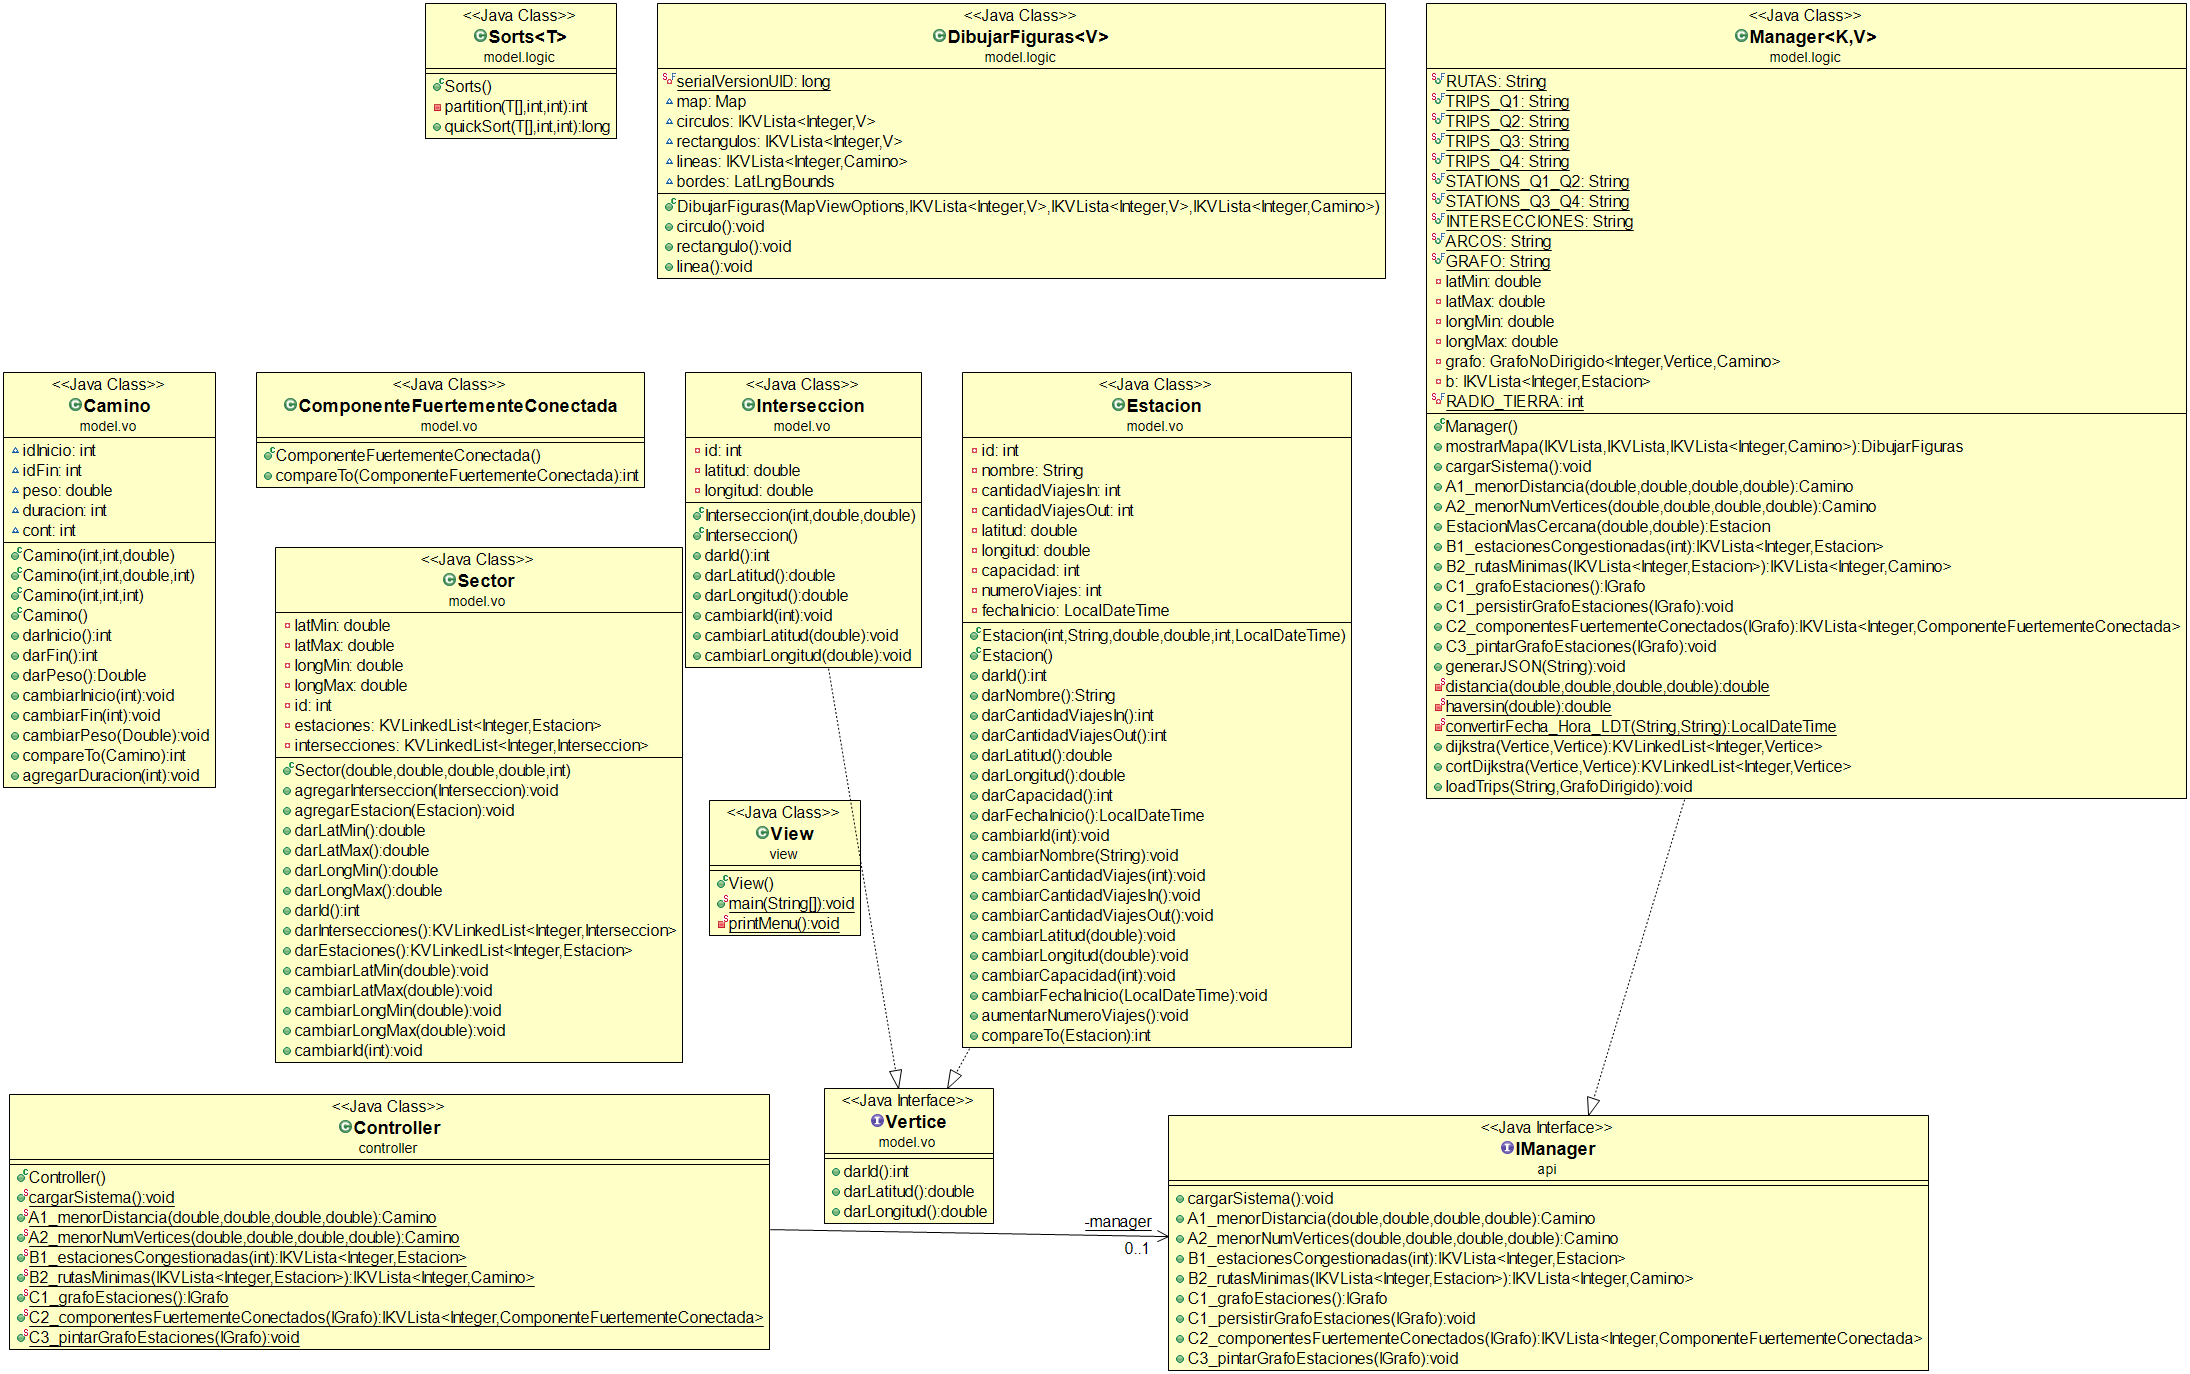 <<Java Class>>
Sorts<T>
model.logic
Sorts()
partition(T[],int,int):int
quickSort(T[],int,int):long
<<Java Class>>
DibujarFiguras<V>
model.logic
serialVersionUID: long
map: Map
circulos: IKVLista<Integer,V>
rectangulos: IKVLista<Integer,V>
lineas: IKVLista<Integer,Camino>
bordes: LatLngBounds
DibujarFiguras(MapViewOptions,IKVLista<Integer,V>,IKVLista<Integer,V>,IKVLista<Integer,Camino>)
circulo():void
rectangulo():void
linea():void
<<Java Class>>
Manager<K,V>
model.logic
RUTAS: String
TRIPS_Q1: String
TRIPS_Q2: String
TRIPS_Q3: String
TRIPS_Q4: String
STATIONS_Q1_Q2: String
STATIONS_Q3_Q4: String
INTERSECCIONES: String
ARCOS: String
GRAFO: String
latMin: double
latMax: double
longMin: double
longMax: double
grafo: GrafoNoDirigido<Integer,Vertice,Camino>
b: IKVLista<Integer,Estacion>
RADIO_TIERRA: int
Manager()
mostrarMapa(IKVLista,IKVLista,IKVLista<Integer,Camino>):DibujarFiguras
cargarSistema():void
A1_menorDistancia(double,double,double,double):Camino
A2_menorNumVertices(double,double,double,double):Camino
EstacionMasCercana(double,double):Estacion
B1_estacionesCongestionadas(int):IKVLista<Integer,Estacion>
B2_rutasMinimas(IKVLista<Integer,Estacion>):IKVLista<Integer,Camino>
C1_grafoEstaciones():IGrafo
C1_persistirGrafoEstaciones(IGrafo):void
C2_componentesFuertementeConectados(IGrafo):IKVLista<Integer,ComponenteFuertementeConectada>
C3_pintarGrafoEstaciones(IGrafo):void
generarJSON(String):void
distancia(double,double,double,double):double
haversin(double):double
convertirFecha_Hora_LDT(String,String):LocalDateTime
dijkstra(Vertice,Vertice):KVLinkedList<Integer,Vertice>
cortDijkstra(Vertice,Vertice):KVLinkedList<Integer,Vertice>
loadTrips(String,GrafoDirigido):void
<<Java Class>>
Camino
model.vo
idInicio: int
idFin: int
peso: double
duracion: int
cont: int
Camino(int,int,double)
Camino(int,int,double,int)
Camino(int,int,int)
Camino()
darInicio():int
darFin():int
darPeso():Double
cambiarInicio(int):void
cambiarFin(int):void
cambiarPeso(Double):void
compareTo(Camino):int
agregarDuracion(int):void
<<Java Class>>
ComponenteFuertementeConectada
model.vo
ComponenteFuertementeConectada()
compareTo(ComponenteFuertementeConectada):int
<<Java Class>>
Interseccion
model.vo
id: int
latitud: double
longitud: double
Interseccion(int,double,double)
Interseccion()
darId():int
darLatitud():double
darLongitud():double
cambiarId(int):void
cambiarLatitud(double):void
cambiarLongitud(double):void
<<Java Class>>
Estacion
model.vo
id: int
nombre: String
cantidadViajesIn: int
cantidadViajesOut: int
latitud: double
longitud: double
capacidad: int
numeroViajes: int
fechaInicio: LocalDateTime
Estacion(int,String,double,double,int,LocalDateTime)
Estacion()
darId():int
darNombre():String
darCantidadViajesIn():int
darCantidadViajesOut():int
darLatitud():double
darLongitud():double
darCapacidad():int
darFechaInicio():LocalDateTime
cambiarId(int):void
cambiarNombre(String):void
cambiarCantidadViajes(int):void
cambiarCantidadViajesIn():void
cambiarCantidadViajesOut():void
cambiarLatitud(double):void
cambiarLongitud(double):void
cambiarCapacidad(int):void
cambiarFechaInicio(LocalDateTime):void
aumentarNumeroViajes():void
compareTo(Estacion):int
<<Java Class>>
Sector
model.vo
latMin: double
latMax: double
longMin: double
longMax: double
id: int
estaciones: KVLinkedList<Integer,Estacion>
intersecciones: KVLinkedList<Integer,Interseccion>
Sector(double,double,double,double,int)
agregarInterseccion(Interseccion):void
agregarEstacion(Estacion):void
darLatMin():double
darLatMax():double
darLongMin():double
darLongMax():double
darId():int
darIntersecciones():KVLinkedList<Integer,Interseccion>
darEstaciones():KVLinkedList<Integer,Estacion>
cambiarLatMin(double):void
cambiarLatMax(double):void
cambiarLongMin(double):void
cambiarLongMax(double):void
cambiarId(int):void
<<Java Class>>
View
view
View()
main(String[]):void
printMenu():void
<<Java Class>>
Controller
controller
Controller()
cargarSistema():void
A1_menorDistancia(double,double,double,double):Camino
A2_menorNumVertices(double,double,double,double):Camino
B1_estacionesCongestionadas(int):IKVLista<Integer,Estacion>
B2_rutasMinimas(IKVLista<Integer,Estacion>):IKVLista<Integer,Camino>
C1_grafoEstaciones():IGrafo
C2_componentesFuertementeConectados(IGrafo):IKVLista<Integer,ComponenteFuertementeConectada>
C3_pintarGrafoEstaciones(IGrafo):void
<<Java Interface>>
Vertice
model.vo
darId():int
darLatitud():double
darLongitud():double
-manager
0..1
<<Java Interface>>
IManager
api
cargarSistema():void
A1_menorDistancia(double,double,double,double):Camino
A2_menorNumVertices(double,double,double,double):Camino
B1_estacionesCongestionadas(int):IKVLista<Integer,Estacion>
B2_rutasMinimas(IKVLista<Integer,Estacion>):IKVLista<Integer,Camino>
C1_grafoEstaciones():IGrafo
C1_persistirGrafoEstaciones(IGrafo):void
C2_componentesFuertementeConectados(IGrafo):IKVLista<Integer,ComponenteFuertementeConectada>
C3_pintarGrafoEstaciones(IGrafo):void